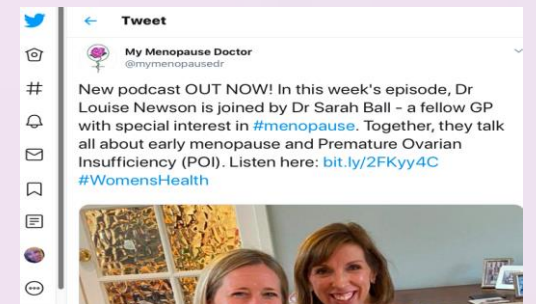 Tweet
My Menopause Doctor
@mymenopausedr
New podcast OUT NOW! In this week's episode, Dr
Louise Newson is joined by Dr Sarah Ball - a fellow GP
with special interest in #menopause. Together, they talk
all about early menopause and Premature Ovarian
Insufficiency (POI). Listen here: bit.ly/2FKyy4C
#WomensHealth